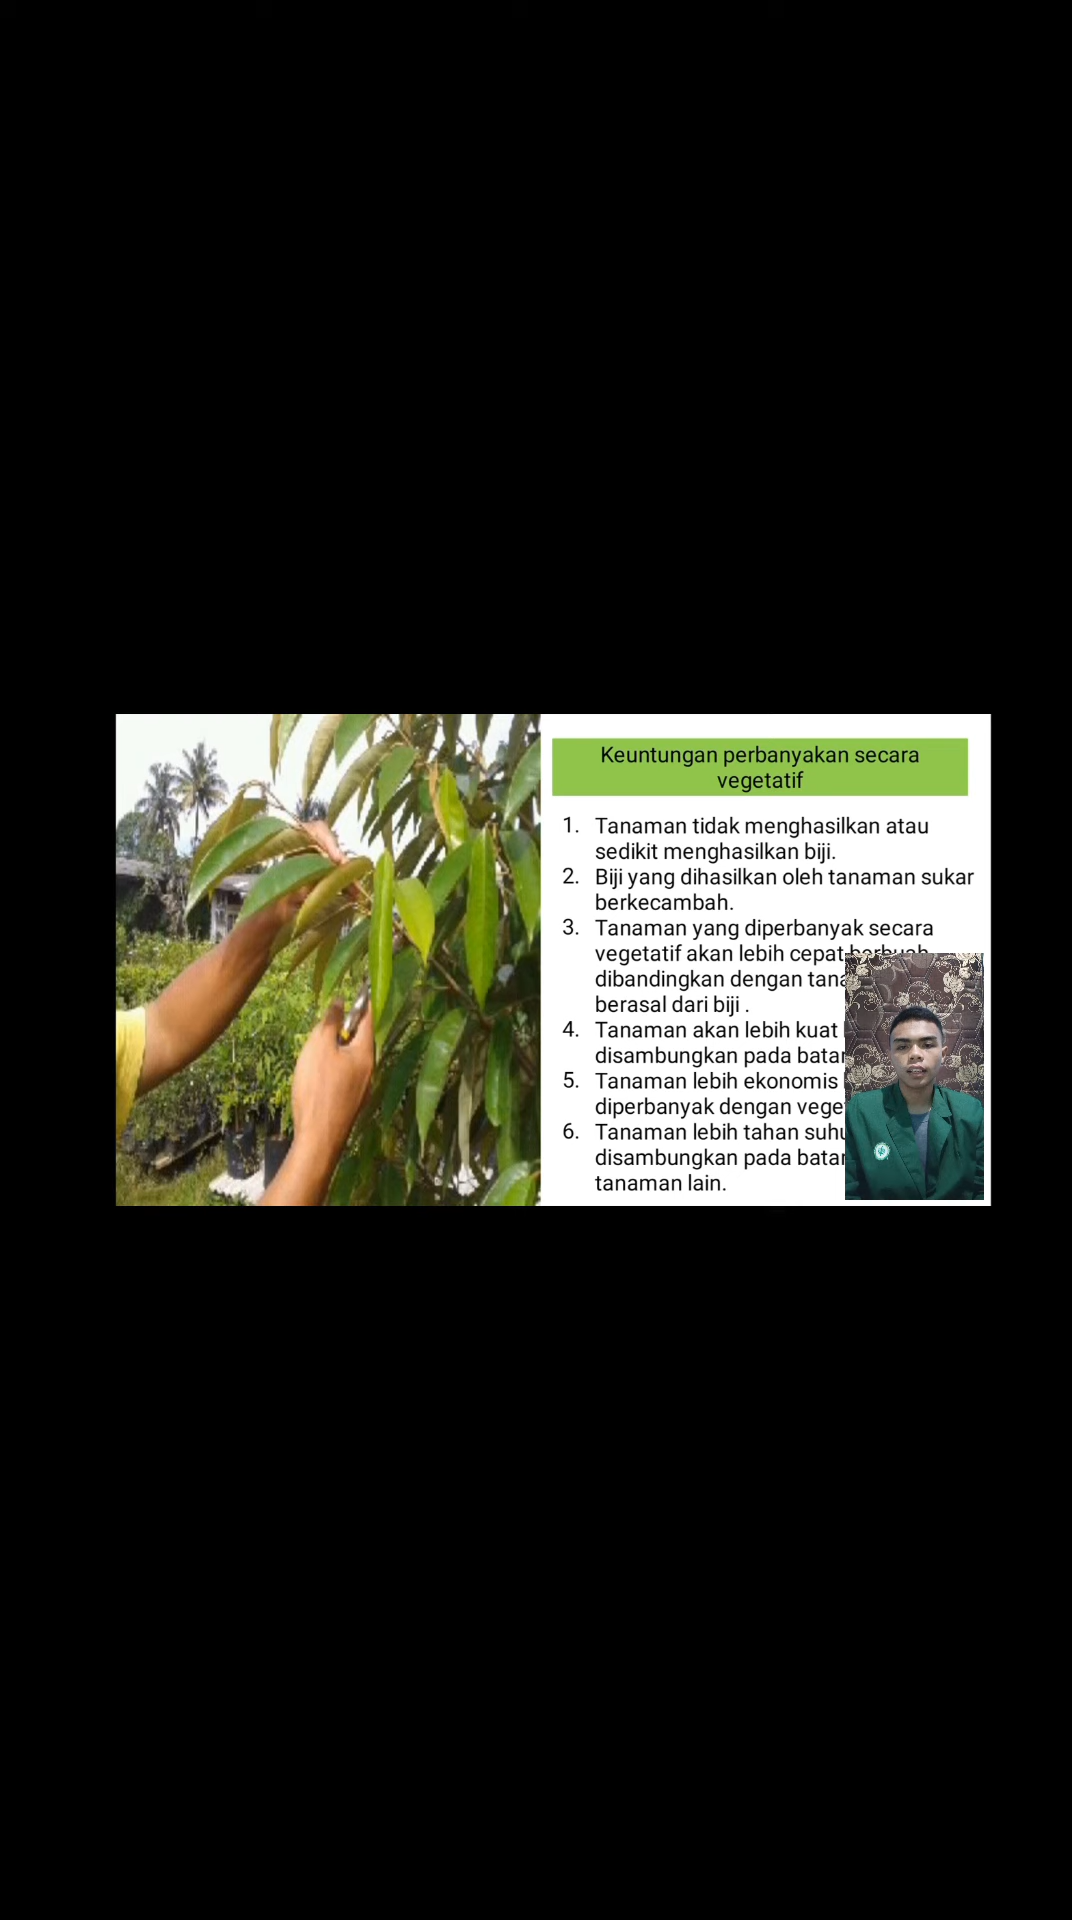 Keuntungan perbanyakan secara
vegetatif
1. Tanaman tidak menghasilkan atau
sedikit menghasilkan biji.
2. Biji yang dihasilkan oleh tanaman sukar
berkecambah.
3. Tanaman yang diperbanyak secara
vegetatif akan lebih cepat berbuah
dibandingkan dengan
berasal dari biji .
4. Tanaman akan lebih kuat
disambungkan pada
5. Tanaman lebih ekonomis
diperbanyak dengan
6. Tanaman lebih tahan
disambungkan pada
tanaman lain.